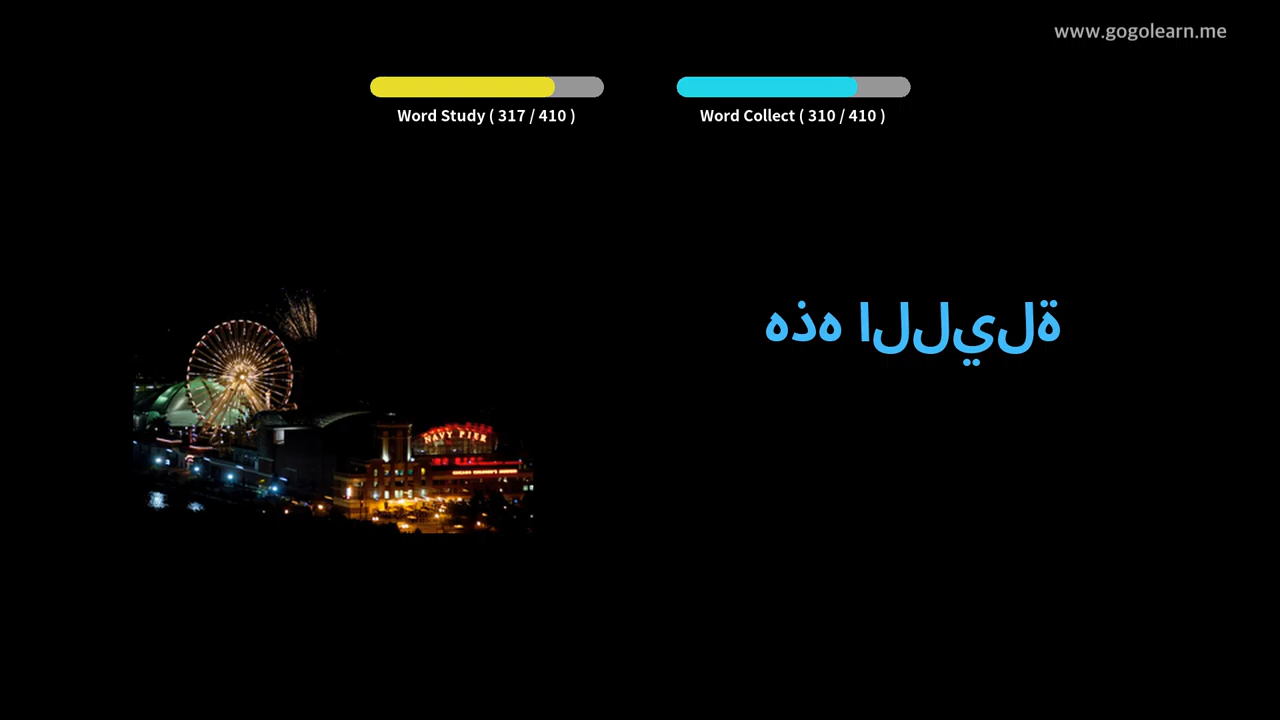 www.gogolearn.me
Word Study ( 317 / 410 )
Word Collect ( 310 / 410 )
هذه الليلة
NAVY PIER